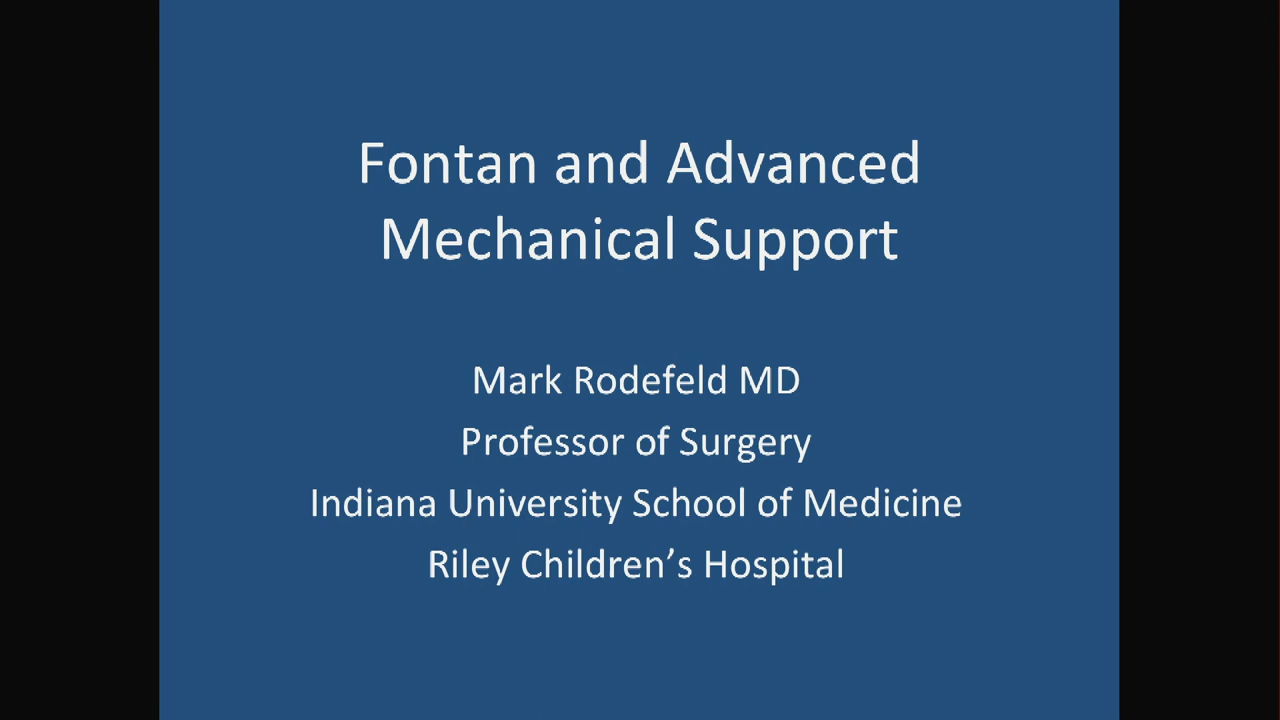 Fontan and Advanced
Mechanical Support
Mark Rodefeld MD
Professor of Surgery
Indiana University School of Medicine
Riley Children’s Hospital